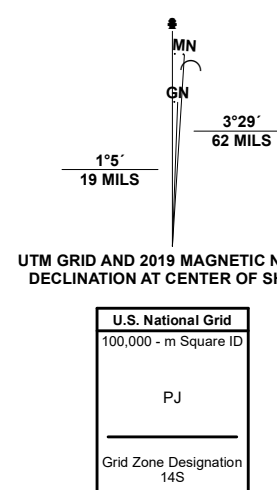 MN
GN
3°29´
62 MILS
1°5´
19 MILS
UTM GRID AND 2019 MAGNETIC N
DECLINATION AT CENTER OF SH
U.S. National Grid
100,000 - m Square ID
PJ
Grid Zone Designation
14S